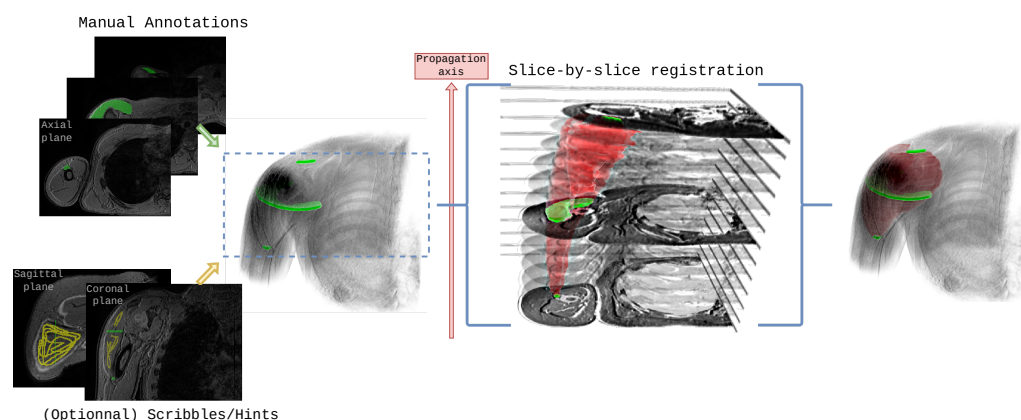 Manual Annotations
Axial
plane
Propagation
axis
Slice-by-slice registration
Sagittal
plane
Coronal
plane
(Optionnal) Scribbles/Hints